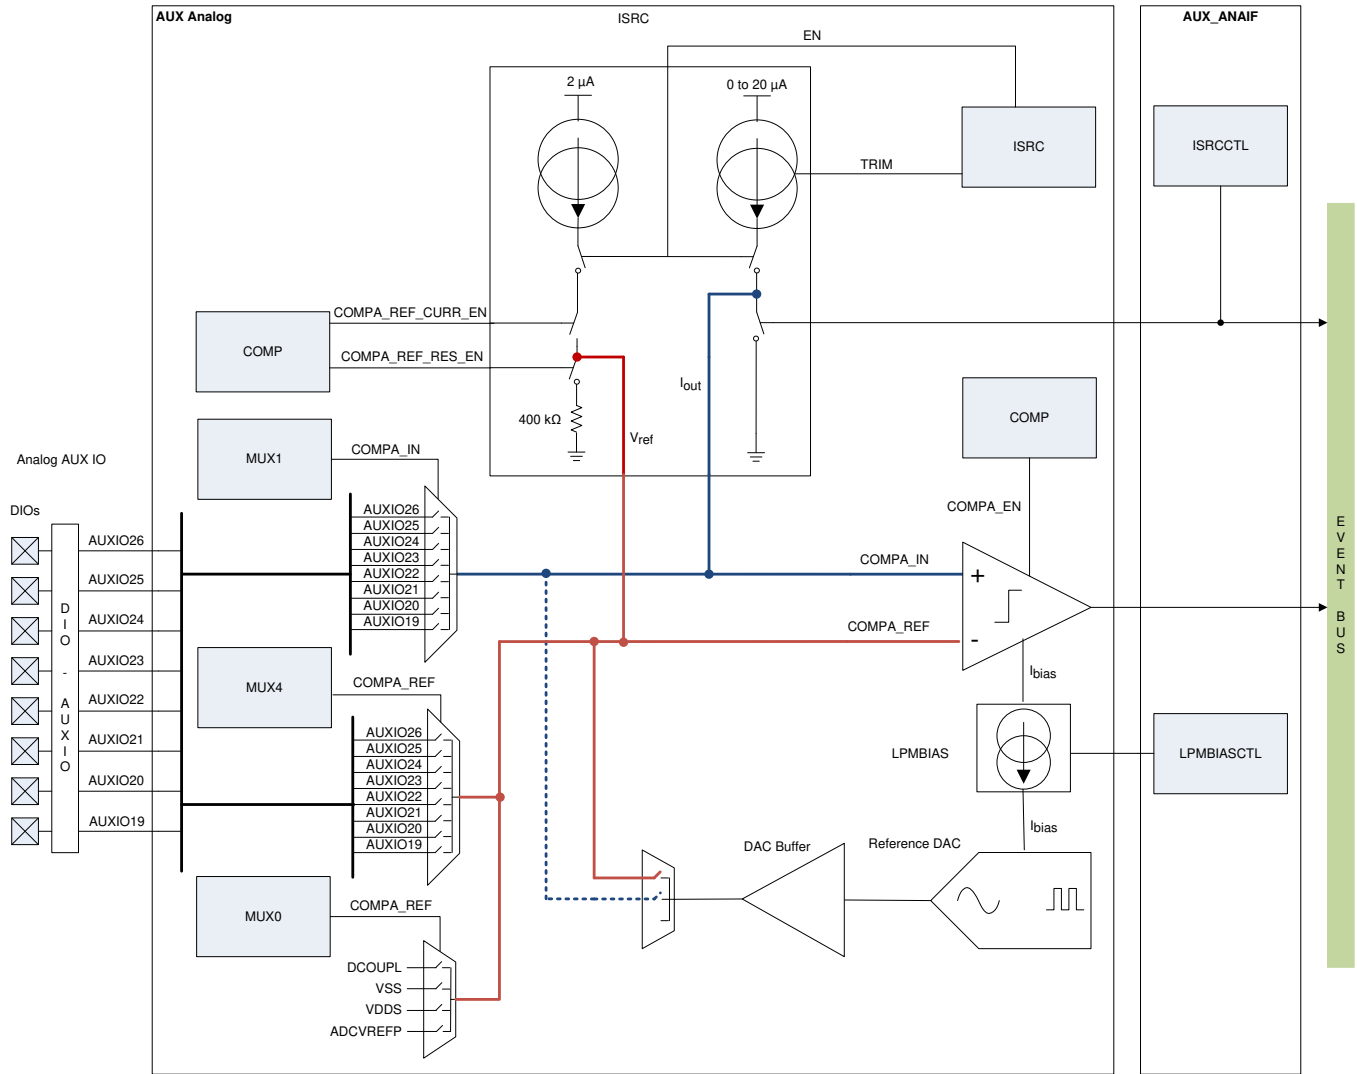 AUX Analog
ISRC
AUX_ANAIF
EN
2 µA
0 to 20 µA
ISRC
ISRCCTL
TRIM
COMPA_REF_CURR_EN
COMP
COMPA_REF_RES_EN
Iout
COMP
400 kΩ
Vref
MUX1
COMPA_IN
Analog AUX IO
COMPA_EN
DIOs
AUXIO26
AUXIO25
AUXIO24
AUXIO23
AUXIO22
AUXIO21
AUXIO20
AUXIO19
AUXIO26
AUXIO25
AUXIO24
AUXIO23
AUXIO22
AUXIO21
AUXIO20
AUXIO19
DIO - AUXIO
COMPA_IN
+
COMPA_REF
-
EVENT BUS
Ibias
MUX4
COMPA_REF
AUXIO26
AUXIO25
AUXIO24
AUXIO23
AUXIO22
AUXIO21
AUXIO20
AUXIO19
LPMBIAS
LPMBIASCTL
Ibias
DAC Buffer
Reference DAC
MUX0
COMPA_REF
DCOUPL
VSS
VDDS
ADCVREFP